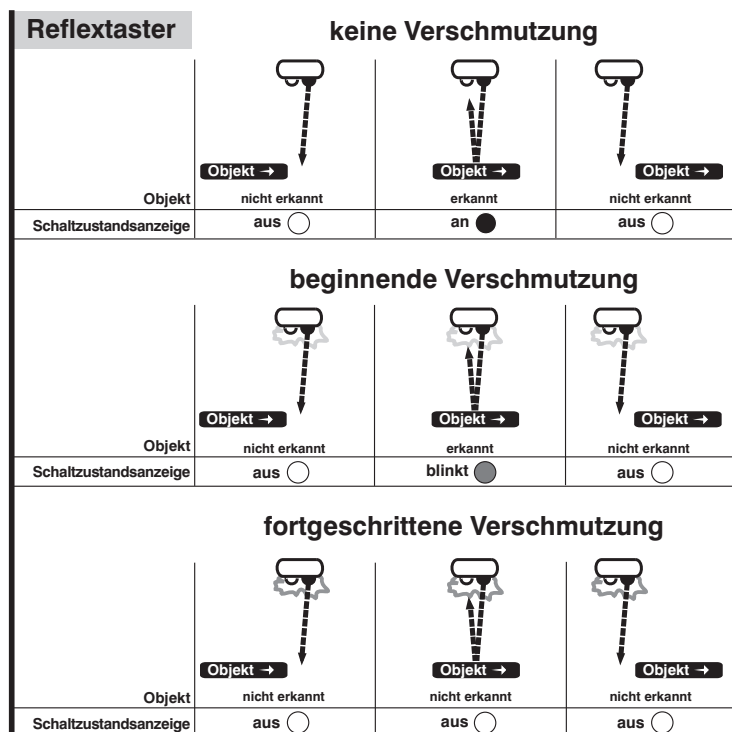 Reflextaster
keine Verschmutzung
Objekt → Objekt → Objekt →
Objekt nicht erkannt erkannt nicht erkannt
Schaltzustandsanzeige aus an aus
beginnende Verschmutzung
Objekt → Objekt → Objekt →
Objekt nicht erkannt erkannt nicht erkannt
Schaltzustandsanzeige aus blinkt aus
fortgeschrittene Verschmutzung
Objekt → Objekt → Objekt →
Objekt nicht erkannt nicht erkannt nicht erkannt
Schaltzustandsanzeige aus aus aus